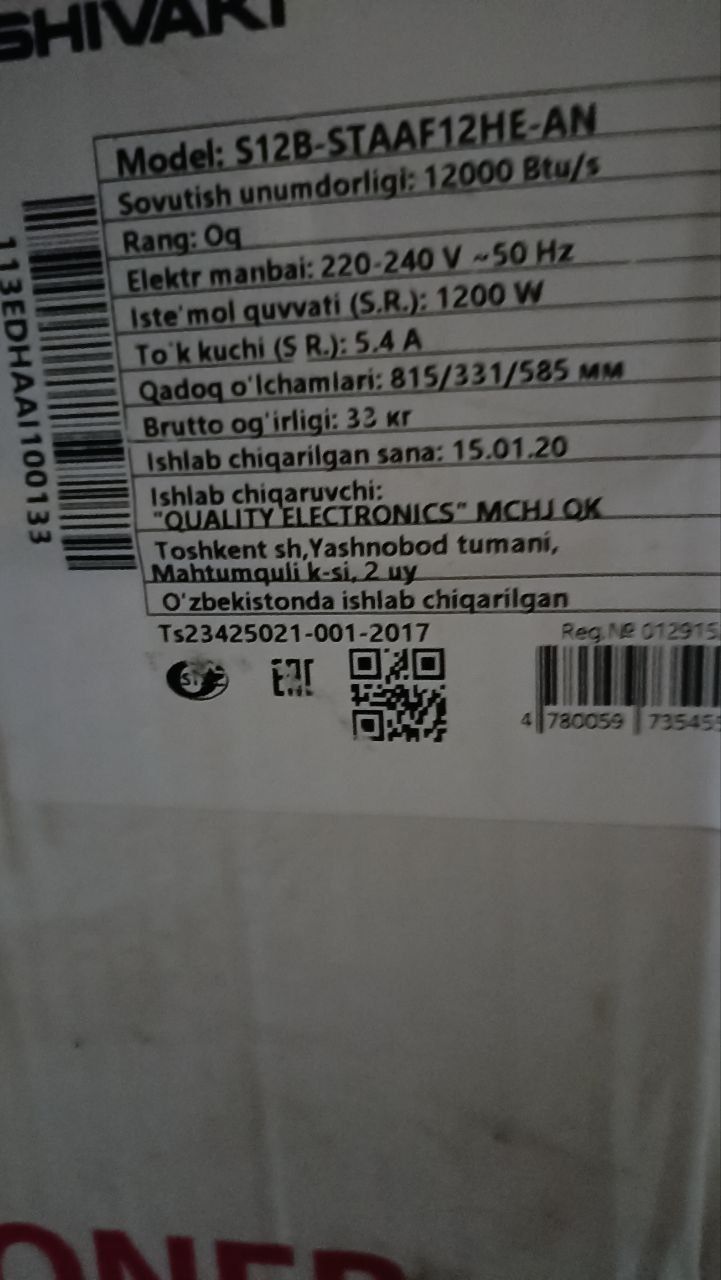 SHIVAKI
Model: S12B-STAAF12HE-AN
Sovutish unumdorligi: 12000 Btu/s
Rang: Oq
Elektr manbai: 220-240 V ~50 Hz
Iste'mol quvvati (S.R.): 1200 W
To'k kuchi (S R.): 5.4 A
Qadoq o'lchamlari: 815/331/585 мм
Brutto og'irligi: 33 кг
Ishlab chiqarilgan sana: 15.01.20
Ishlab chiqaruvchi:
"QUALITY ELECTRONICS" MCHJ QK
Toshkent sh,Yashnobod tumani,
Mahtumquli k-si, 2 uy
O'zbekistonda ishlab chiqarilgan
Ts23425021-001-2017
Reg.№ 012915
4 780059 735455
113EDHAAI100133
ONER